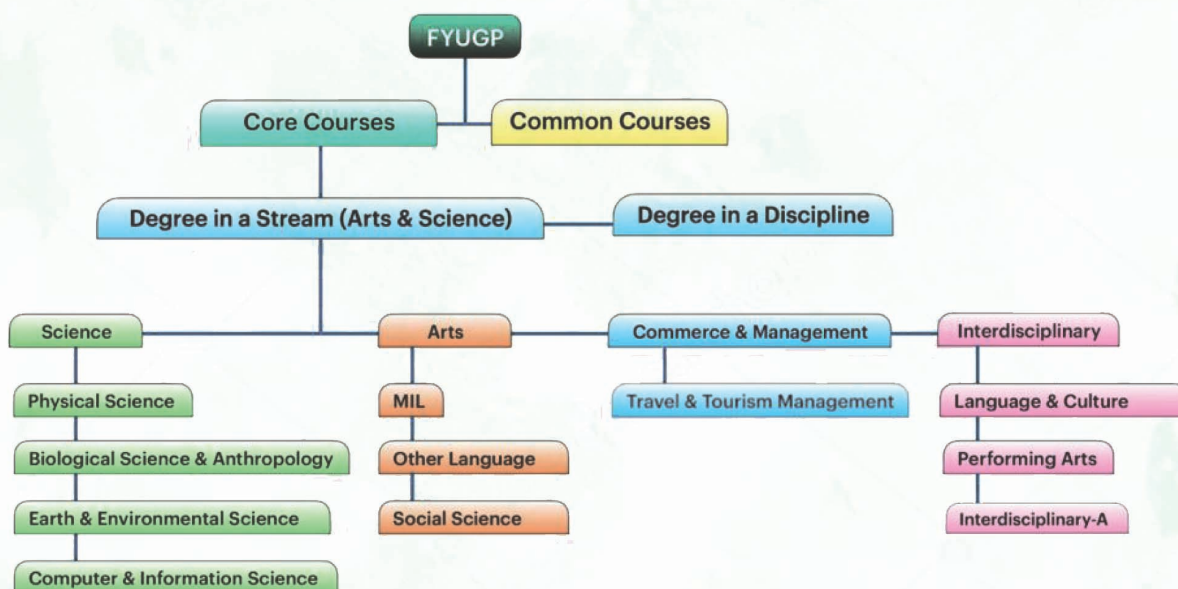 FYUGP
Core Courses
Common Courses
Degree in a Stream (Arts & Science)
Degree in a Discipline
Science
Arts
Commerce & Management
Interdisciplinary
Physical Science
MIL
Travel & Tourism Management
Language & Culture
Biological Science & Anthropology
Other Language
Performing Arts
Earth & Environmental Science
Social Science
Interdisciplinary-A
Computer & Information Science